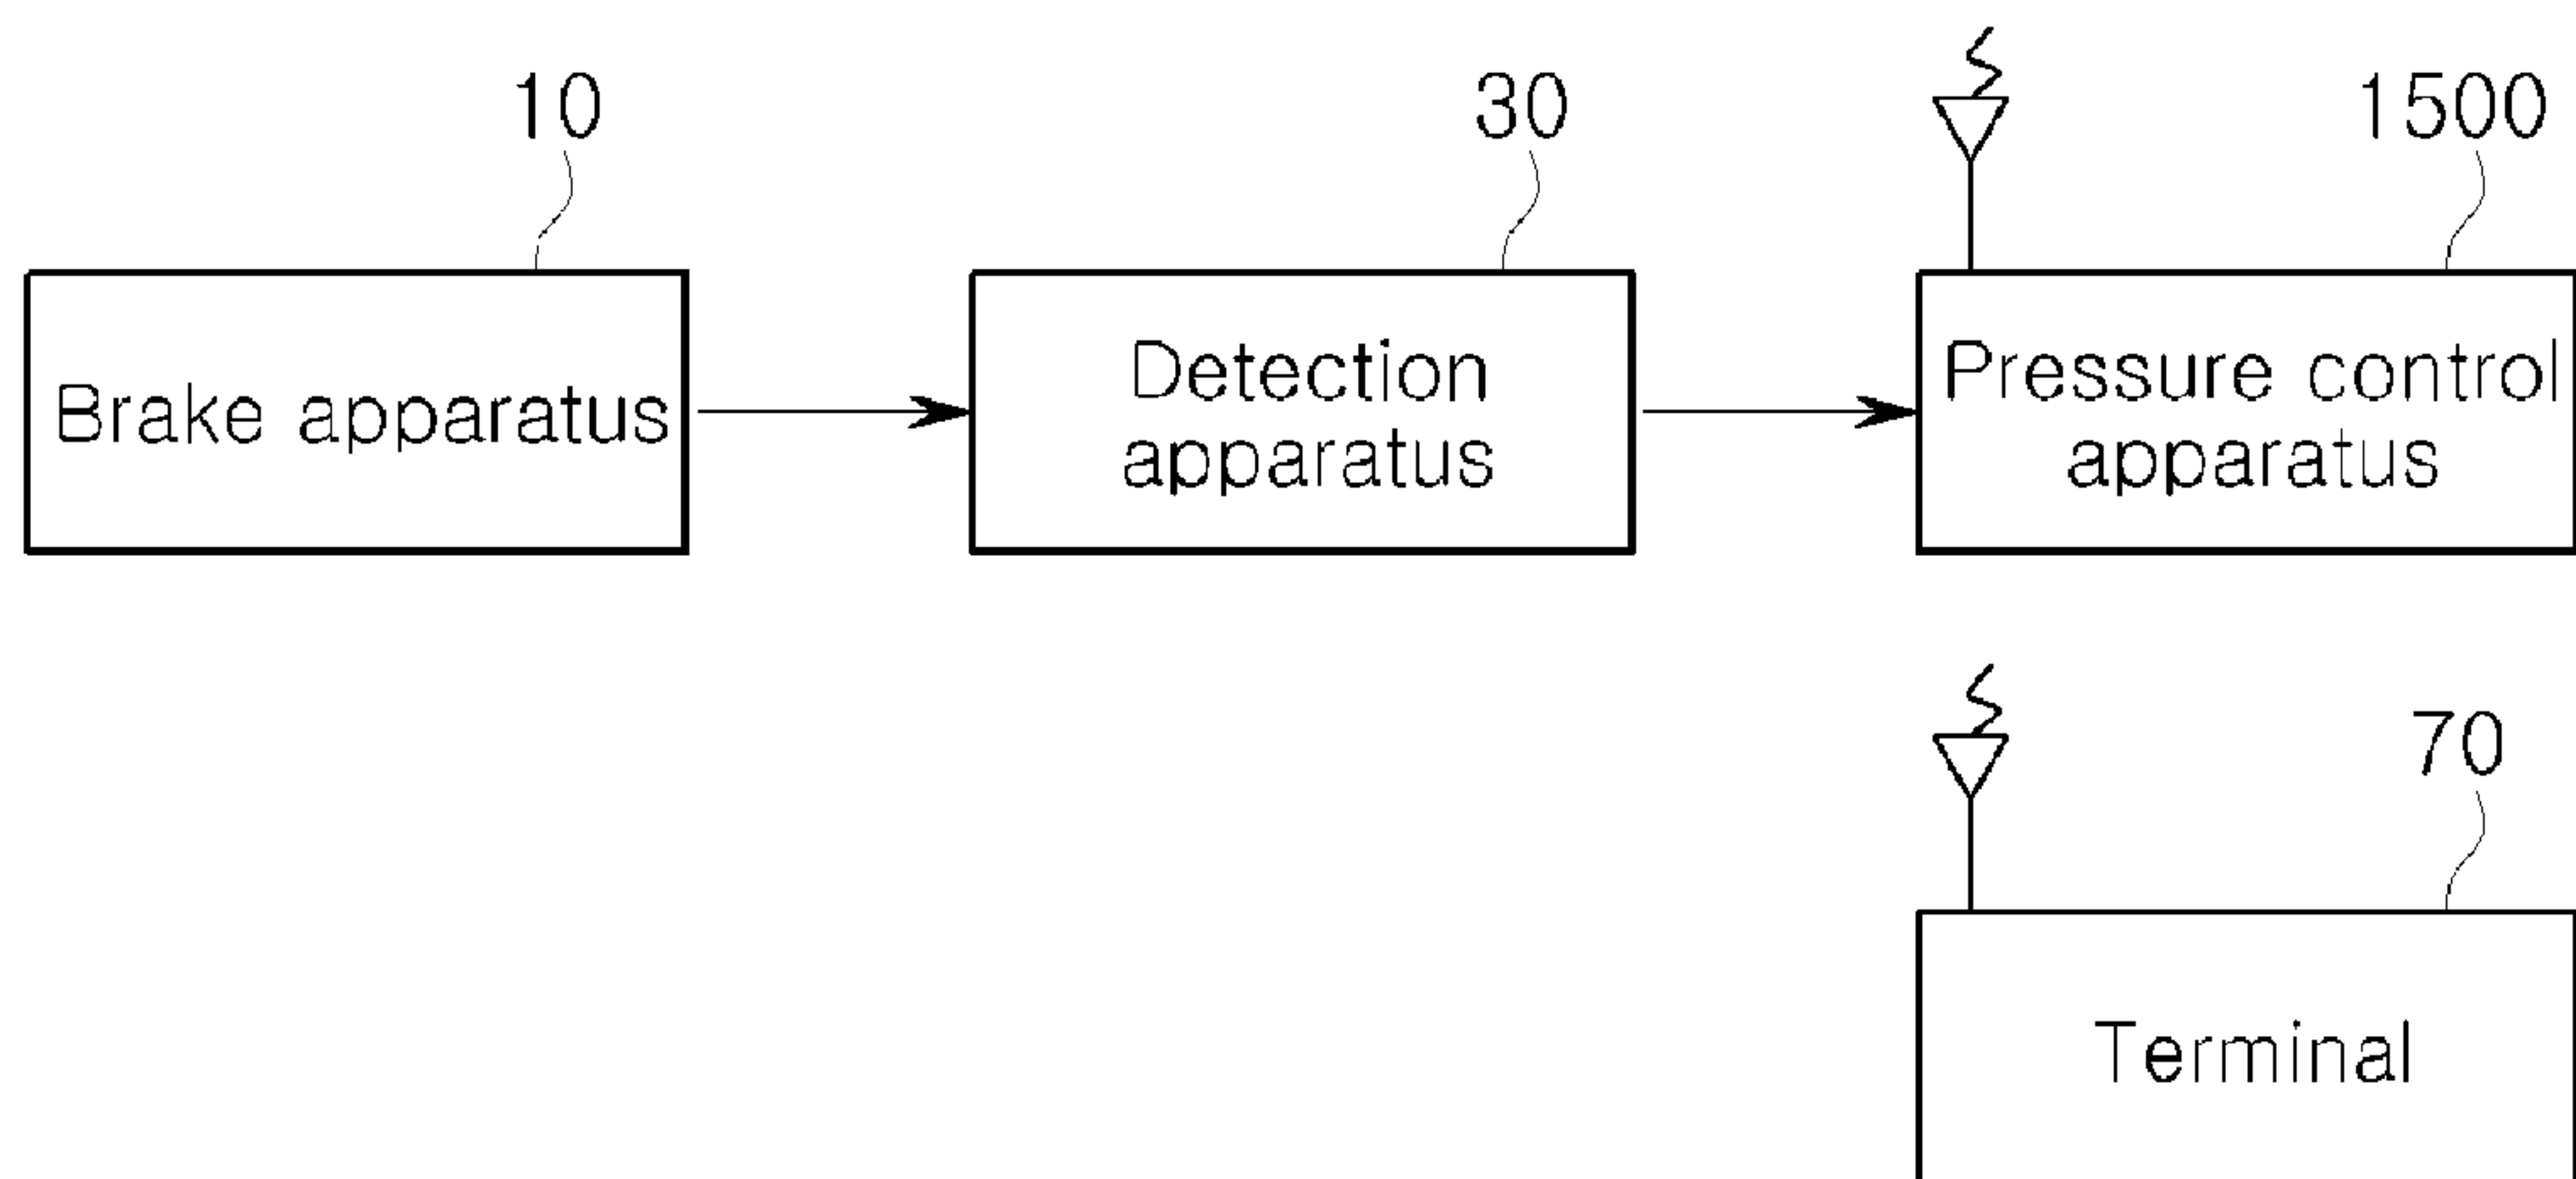 10
30
1500
Brake apparatus
Detection
apparatus
Pressure control
apparatus
70
Terminal